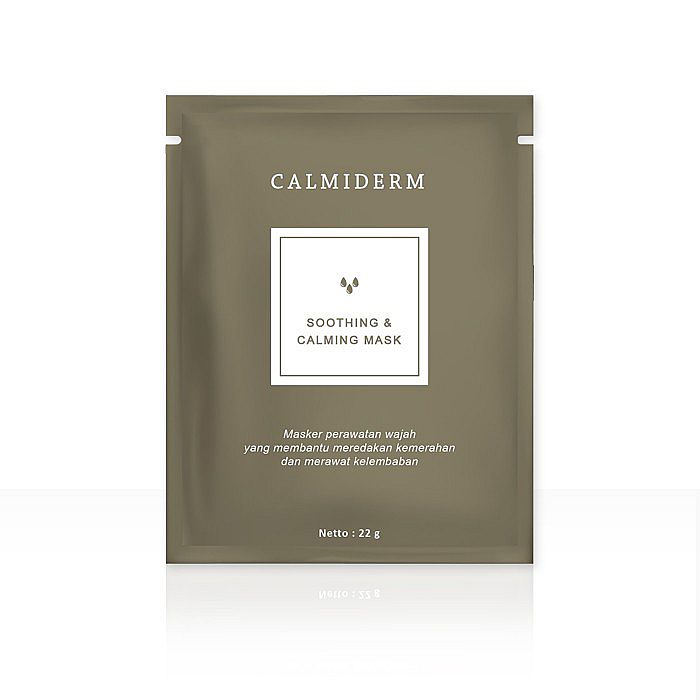 CALMIDERM
SOOTHING &
CALMING MASK
Masker perawatan wajah
yang membantu meredakan kemerahan
dan merawat kelembaban
Netto : 22 g